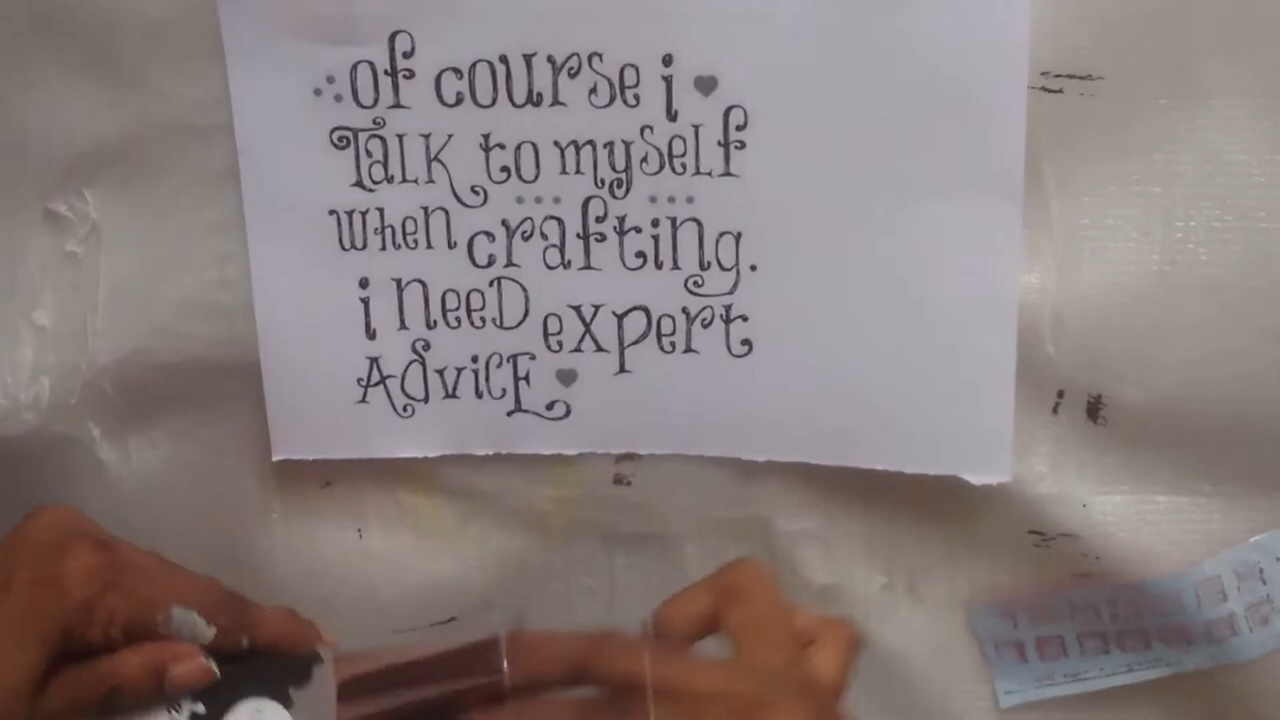 of course i
TaLK to myseLf
when crafting.
i neeD expert
AdvicE